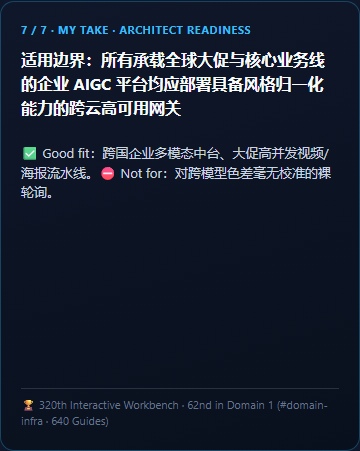 7 / 7 · MY TAKE · ARCHITECT READINESS
适用边界：所有承载全球大促与核心业务线
的企业 AIGC 平台均应部署具备风格归一化
能力的跨云高可用网关
✅ Good fit：跨国企业多模态中台、大促高并发视频/
海报流水线。⛔ Not for：对跨模型色差毫无校准的裸
轮询。
🏆 320th Interactive Workbench · 62nd in Domain 1 (#domain-
infra · 640 Guides)